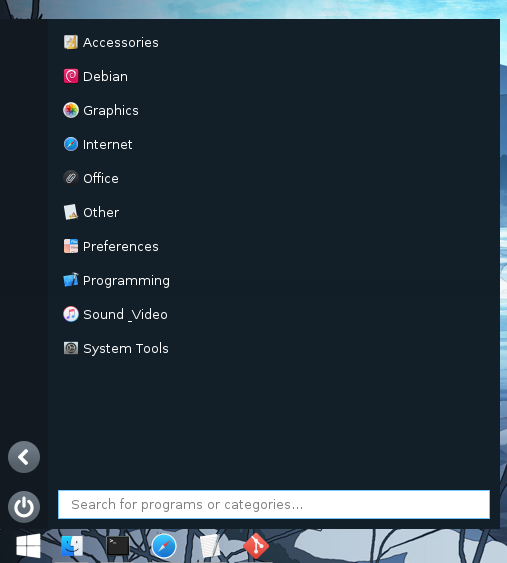 Accessories
Debian
Graphics
Internet
Office
Other
Preferences
Programming
Sound _Video
System Tools
Search for programs or categories...